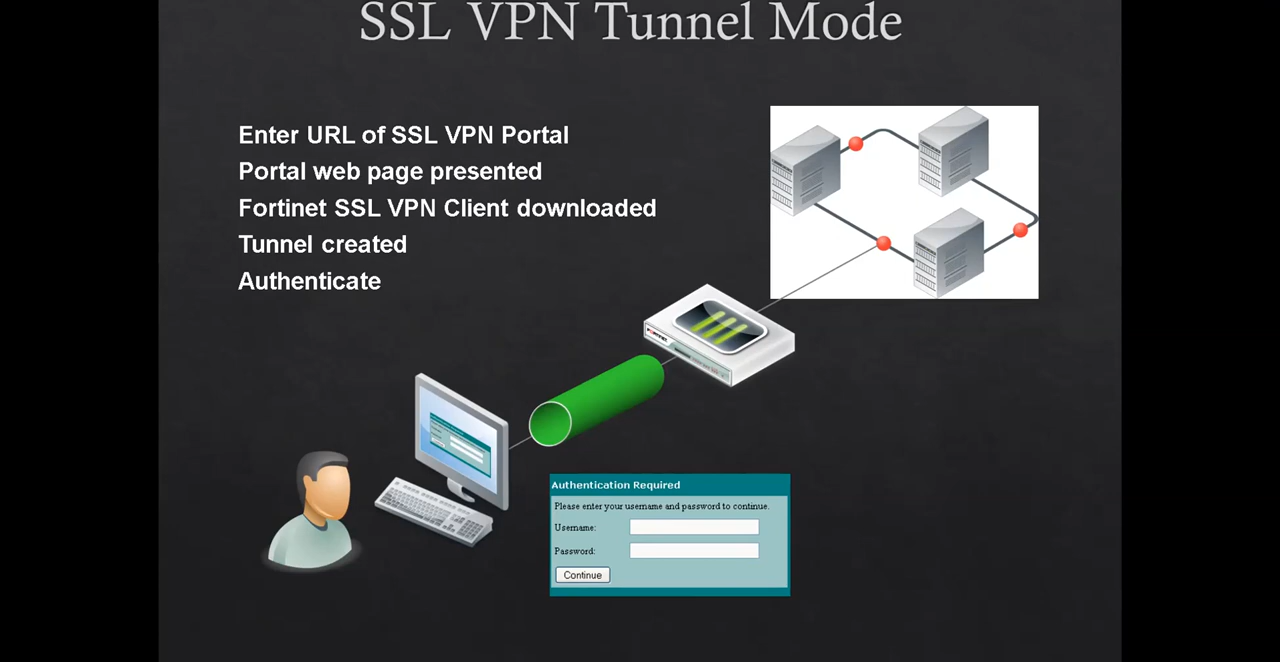 SSL VPN Tunnel Mode
Enter URL of SSL VPN Portal
Portal web page presented
Fortinet SSL VPN Client downloaded
Tunnel created
Authenticate
Authentication Required
Please enter your username and password to continue.
Username:
Password:
Continue